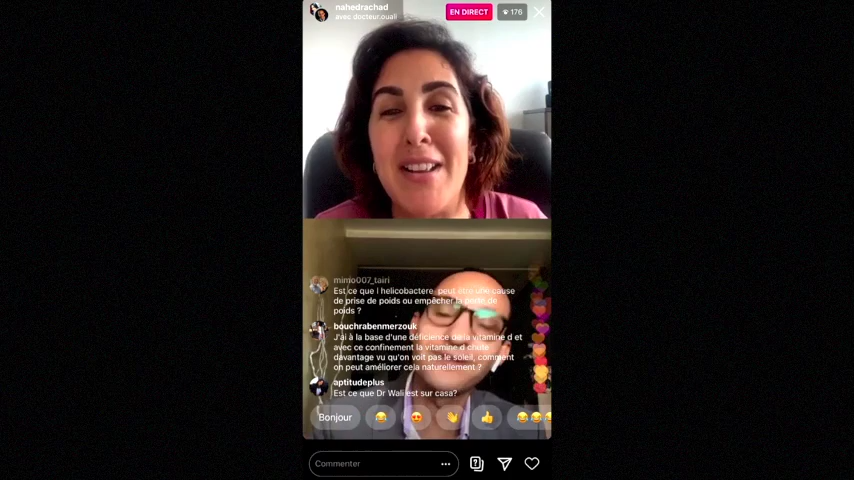 nahedrachad
avec docteur.ouali
EN DIRECT
176
mimo007_tairi
Est ce que l helicobactere peut être une cause
de prise de poids ou empêcher la perte de
poids ?
bouchrabenmerzouk
J'ai à la base d'une déficience de la vitamine d et
avec ce confinement la vitamine d chute
davantage vu qu'on voit pas le soleil, comment
on peut améliorer cela naturellement ?
aptitudeplus
Est ce que Dr Wali est sur casa?
Bonjour
Commenter